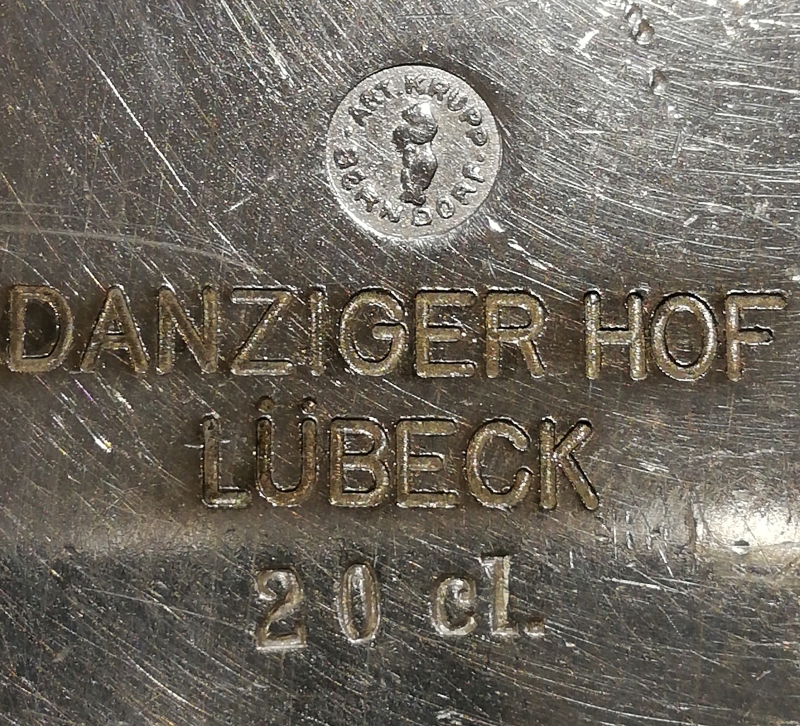 ART. KRUPP
BERNDORF
DANZIGER HOF
LÜBECK
20 cl.